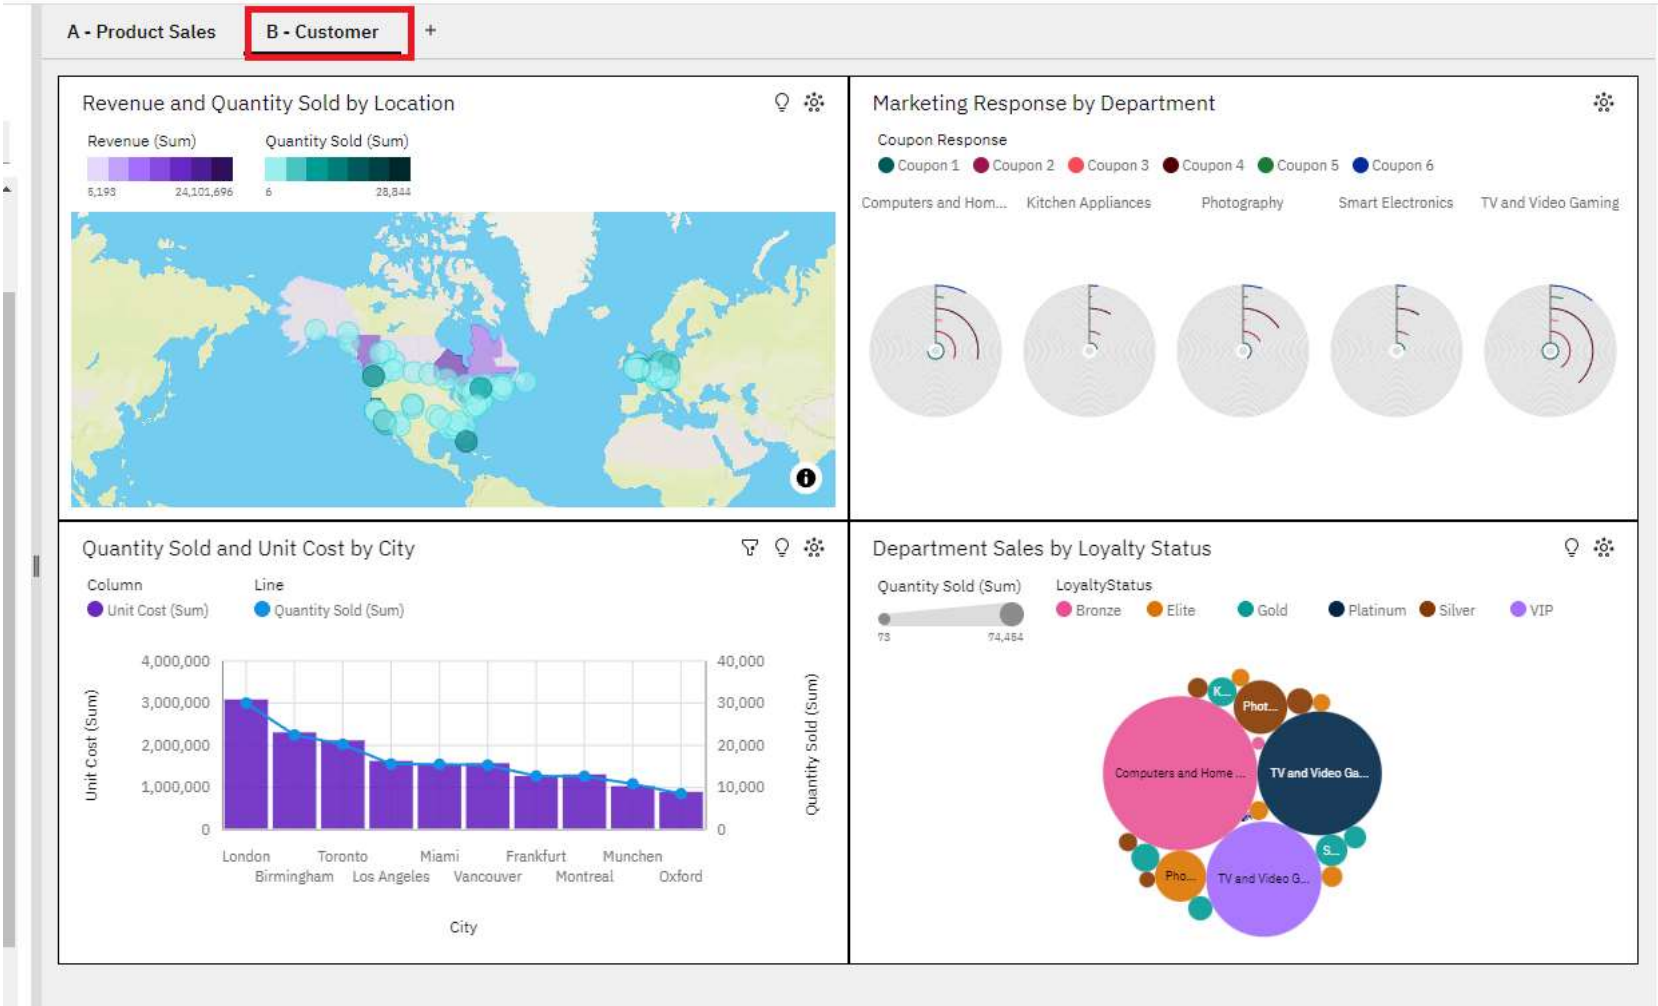 A - Product Sales B - Customer +
Revenue and Quantity Sold by Location
Revenue (Sum) Quantity Sold (Sum)
5,193 24,101,696 6 28,844
Marketing Response by Department
Coupon Response
Coupon 1 Coupon 2 Coupon 3 Coupon 4 Coupon 5 Coupon 6
Computers and Hom... Kitchen Appliances Photography Smart Electronics TV and Video Gaming
Quantity Sold and Unit Cost by City
Column Line
Unit Cost (Sum) Quantity Sold (Sum)
Unit Cost (Sum)
4,000,000 40,000
3,000,000 30,000
2,000,000 20,000
1,000,000 10,000
0 0
Quantity Sold (Sum)
London Toronto Miami Frankfurt Munchen
Birmingham Los Angeles Vancouver Montreal Oxford
City
Department Sales by Loyalty Status
Quantity Sold (Sum) LoyaltyStatus
Bronze Elite Gold Platinum Silver VIP
73 74,454
K...
Phot...
Computers and Home ... TV and Video Ga...
S...
Pho... TV and Video G...